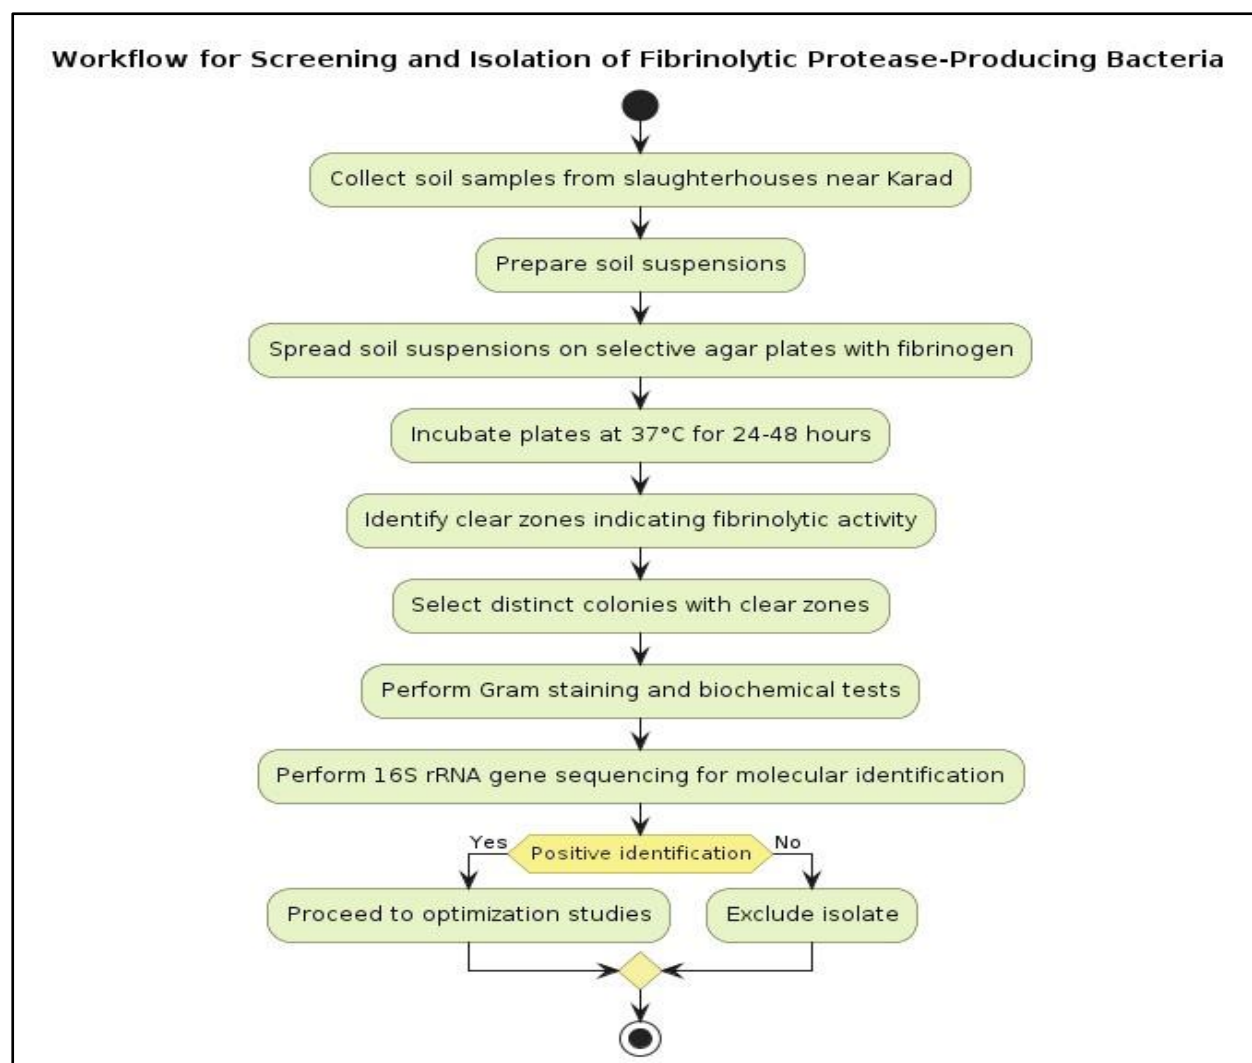 Workflow for Screening and Isolation of Fibrinolytic Protease-Producing Bacteria
Collect soil samples from slaughterhouses near Karad
Prepare soil suspensions
Spread soil suspensions on selective agar plates with fibrinogen
Incubate plates at 37°C for 24-48 hours
Identify clear zones indicating fibrinolytic activity
Select distinct colonies with clear zones
Perform Gram staining and biochemical tests
Perform 16S rRNA gene sequencing for molecular identification
Yes
Positive identification
No
Proceed to optimization studies
Exclude isolate